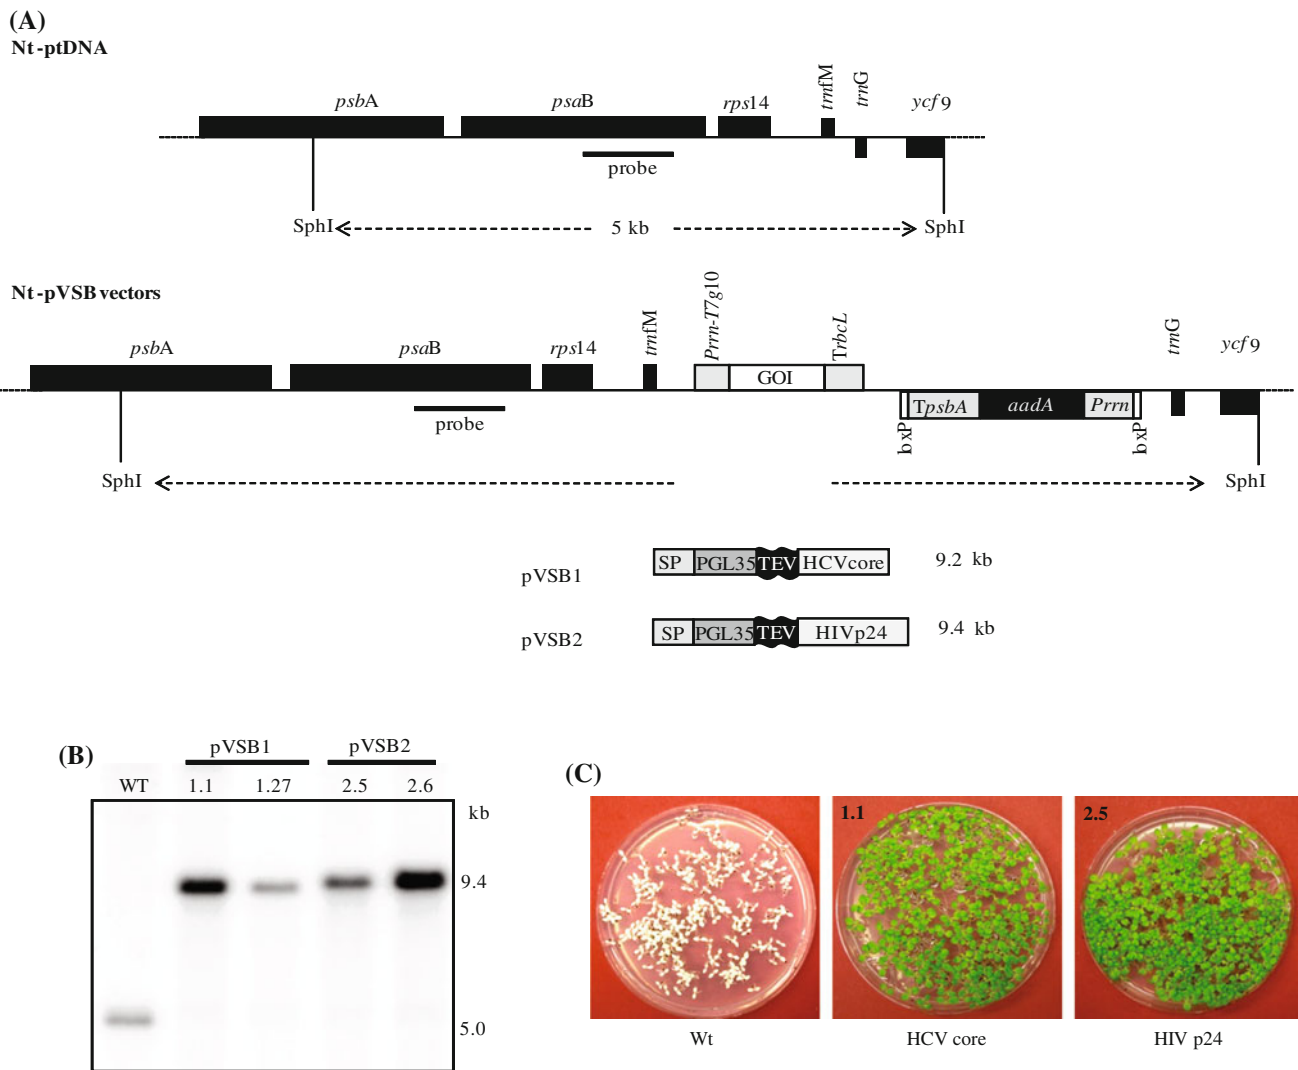 (A)
Nt-ptDNA
psbA
psaB
rps14
trnfM
trnG
ycf9
probe
SphI
5 kb
SphI
Nt-pVSB vectors
psbA
psaB
rps14
trnfM
Prrn-T7g10
GOI
TrbcL
trnG
ycf9
probe
loxP
TpsbA
aadA
Prrn
loxP
SphI
SphI
pVSB1
SP PGL35 TEV HCVcore
9.2 kb
pVSB2
SP PGL35 TEV HIVp24
9.4 kb
(B)
pVSB1
pVSB2
WT 1.1 1.27 2.5 2.6
kb
9.4
5.0
(C)
1.1
2.5
Wt
HCV core
HIV p24